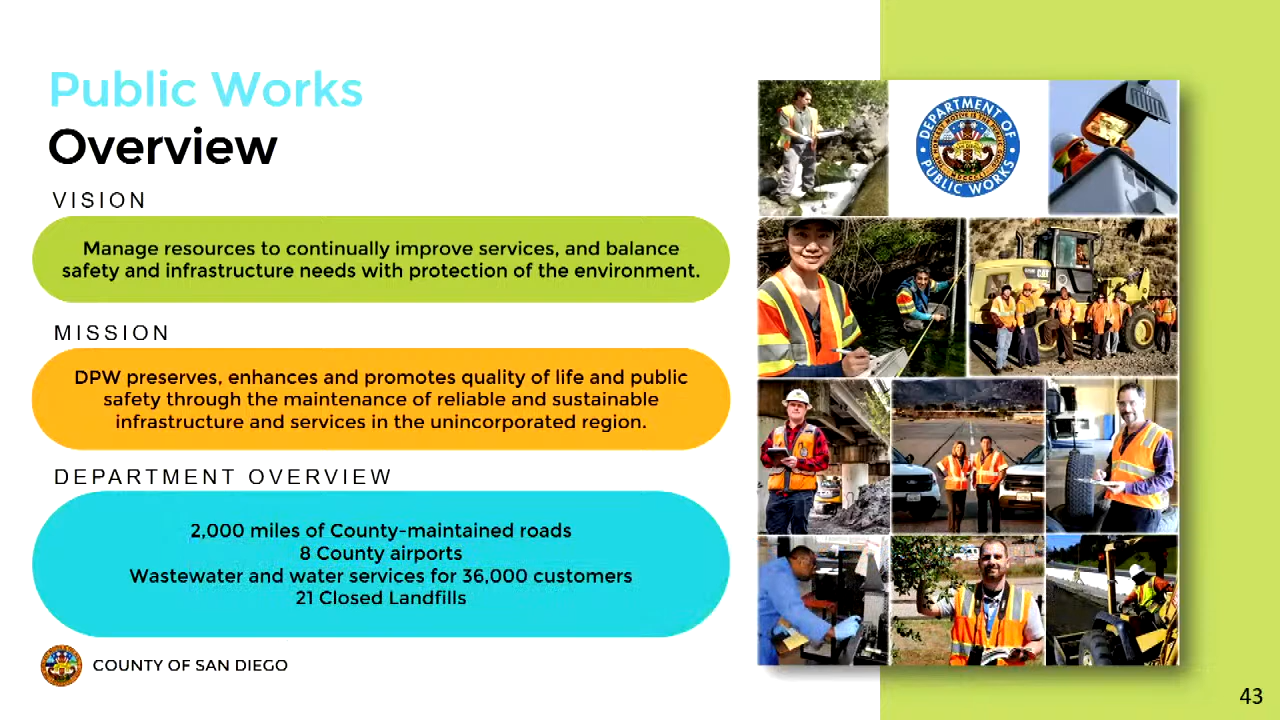 Public Works
Overview
VISION
Manage resources to continually improve services, and balance
safety and infrastructure needs with protection of the environment.
MISSION
DPW preserves, enhances and promotes quality of life and public
safety through the maintenance of reliable and sustainable
infrastructure and services in the unincorporated region.
DEPARTMENT OVERVIEW
2,000 miles of County-maintained roads
8 County airports
Wastewater and water services for 36,000 customers
21 Closed Landfills
COUNTY OF SAN DIEGO
DEPARTMENT OF
PUBLIC WORKS
CAT
43